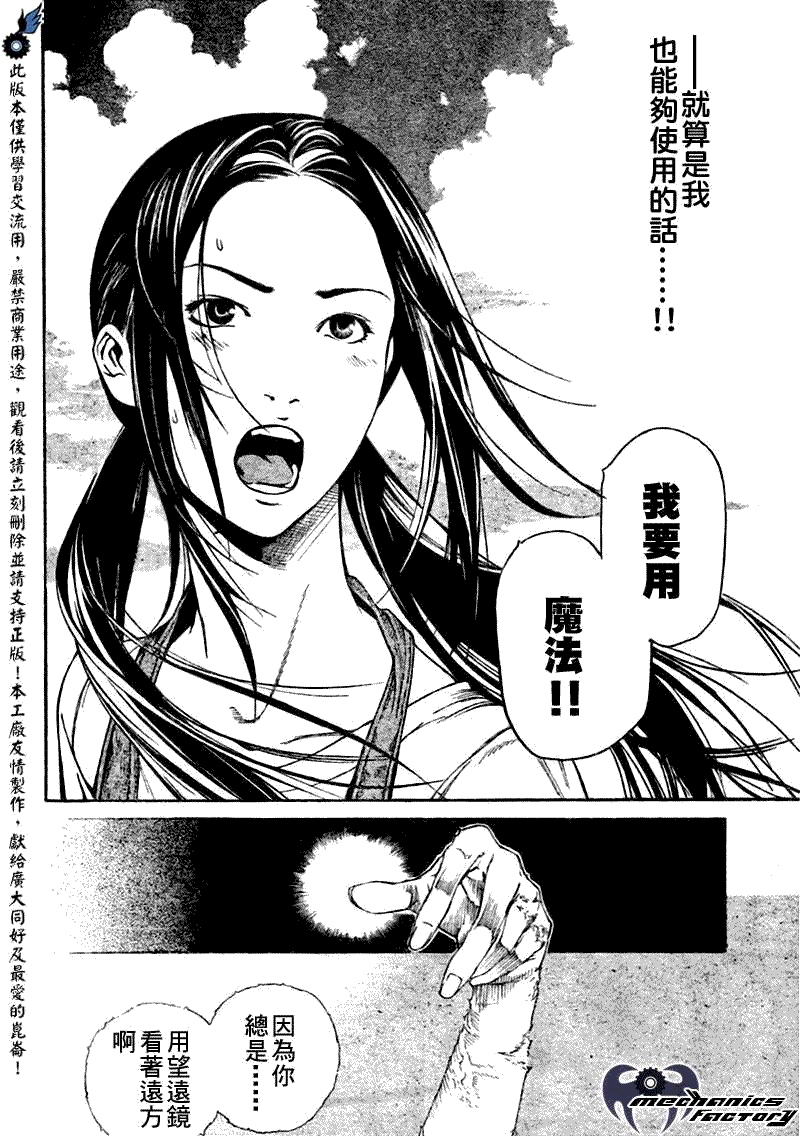 ——就算是我
也能夠使用的話……!!
我要用
魔法!!
因為你
總是……
用望遠鏡
看著遠方
啊
此版本僅供學習交流用，嚴禁商業用途，觀看後請立刻刪除並請支持正版！本工廠友情製作，獻給廣大同好及最愛的崑崙！
mechanics
factory